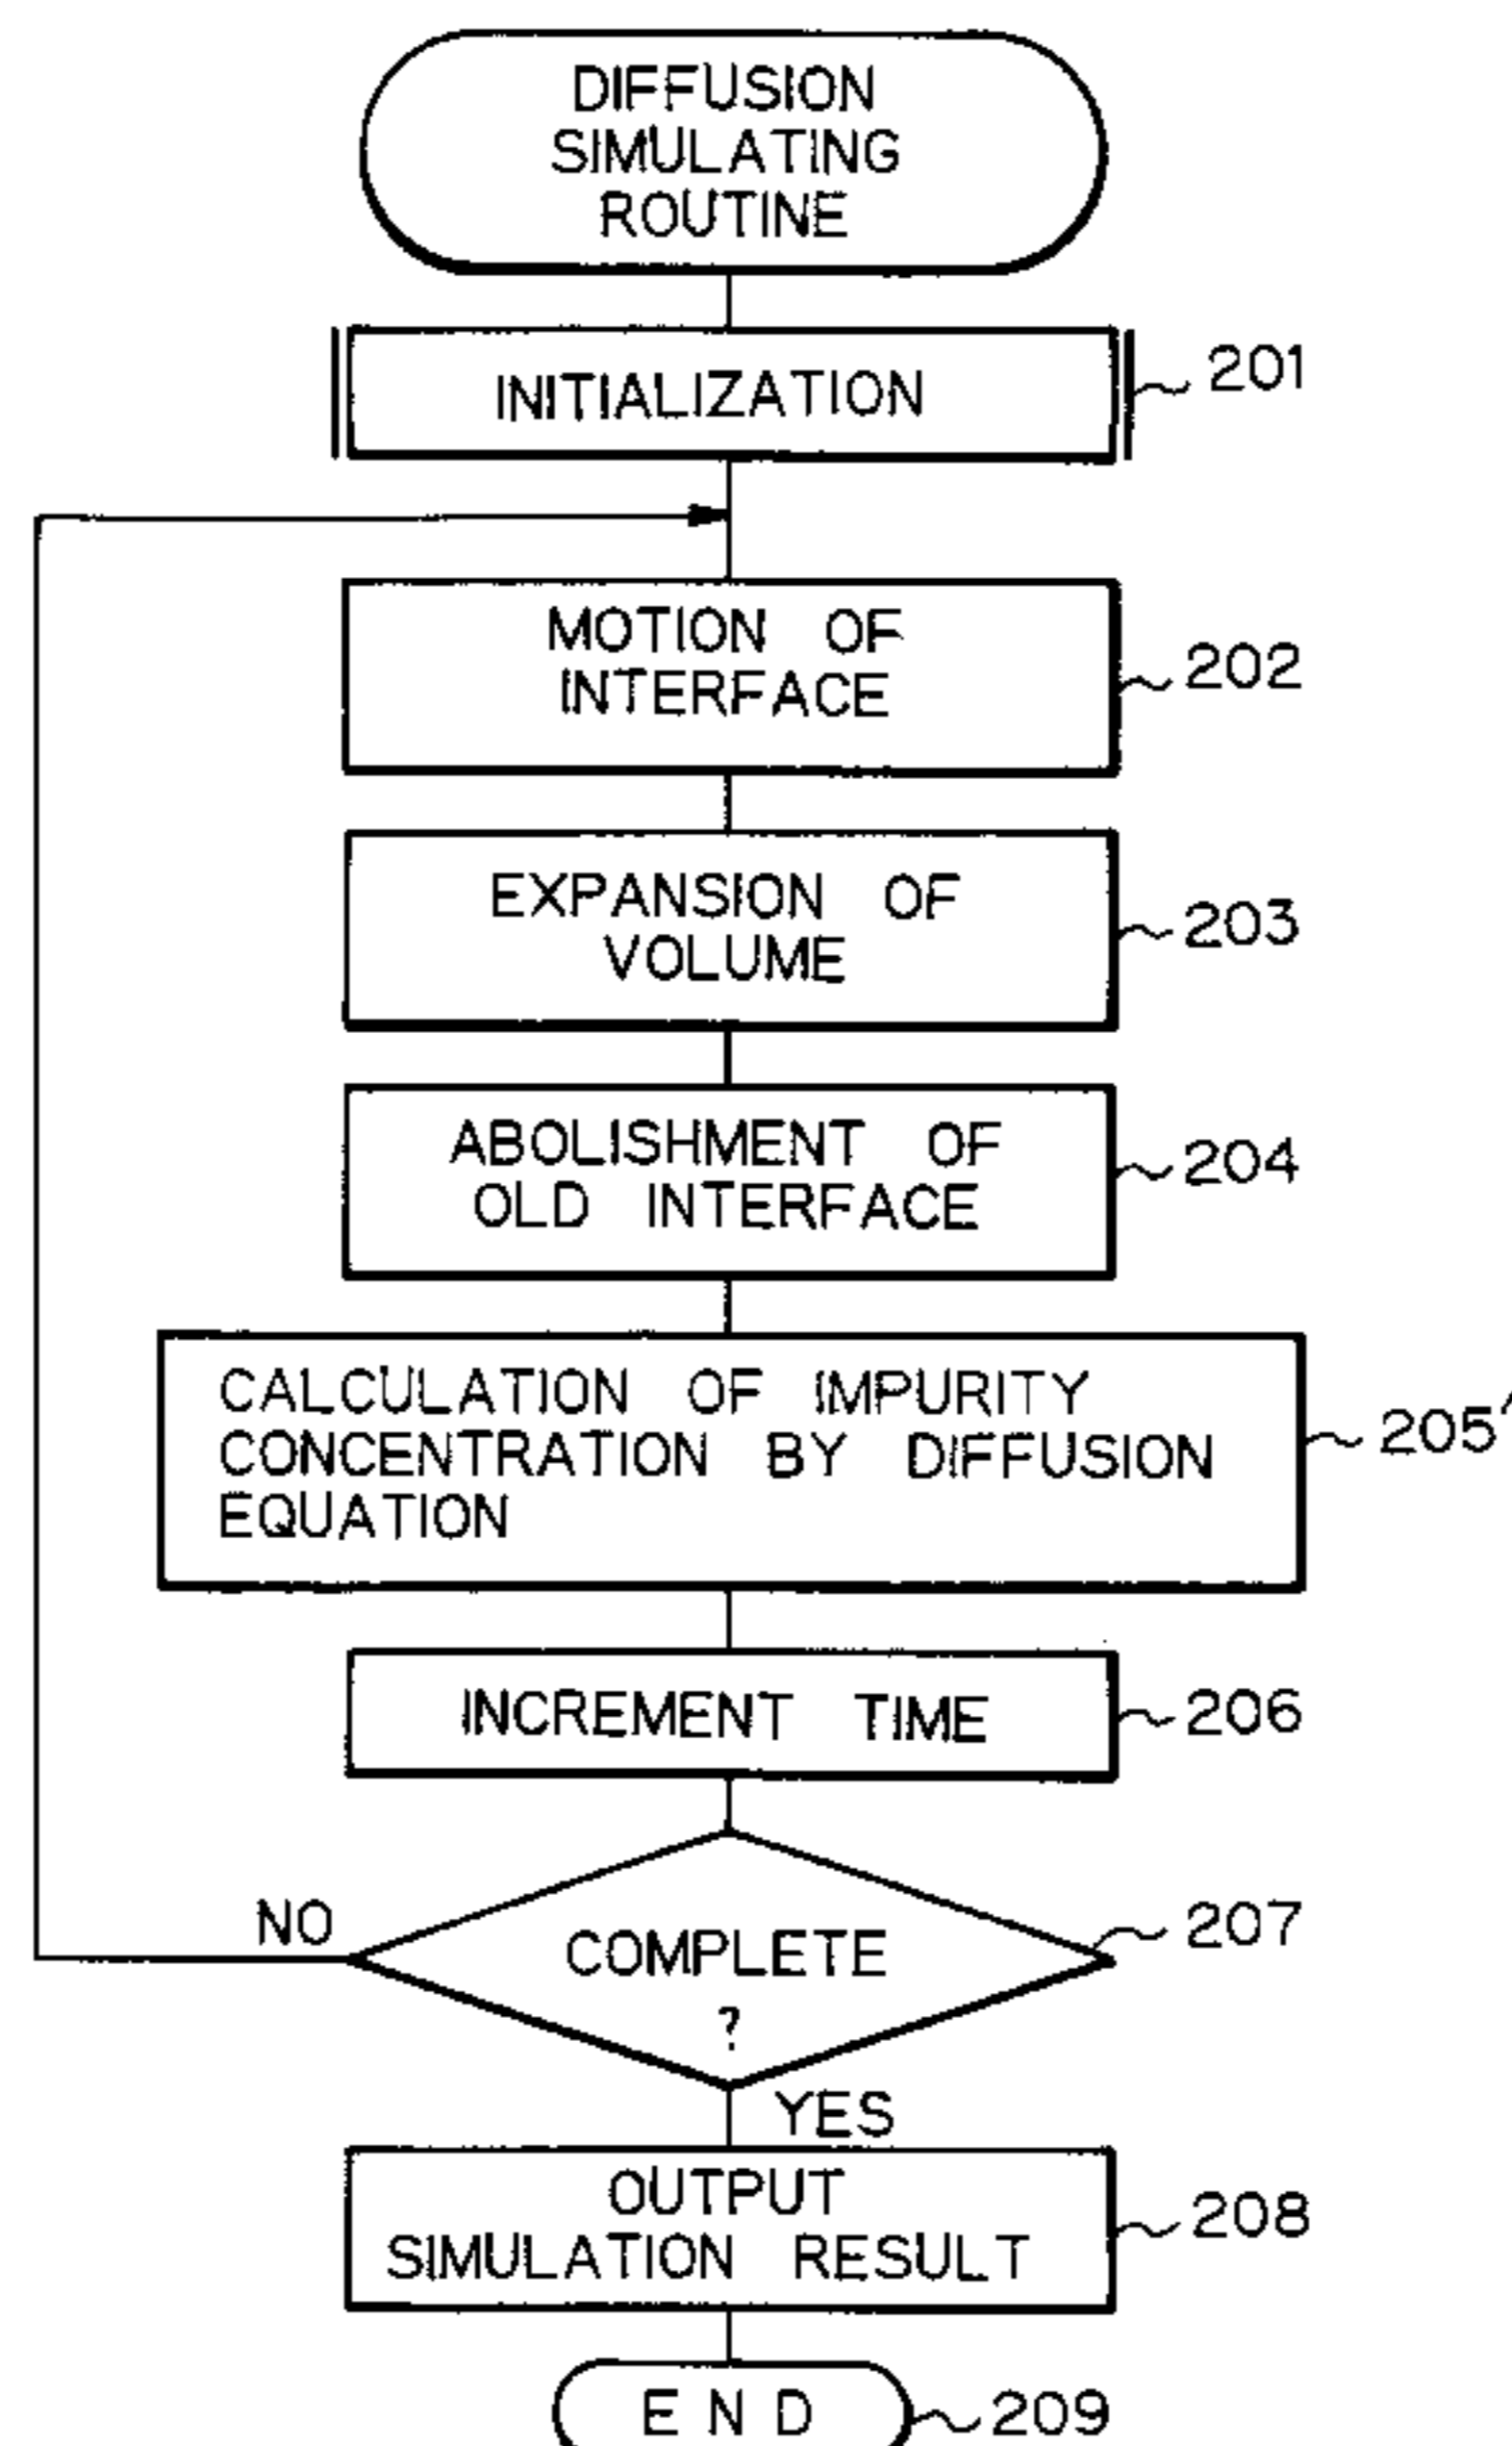 DIFFUSION
SIMULATING
ROUTINE
INITIALIZATION
201
MOTION OF
INTERFACE
202
EXPANSION OF
VOLUME
203
ABOLISHMENT OF
OLD INTERFACE
204
CALCULATION OF IMPURITY
CONCENTRATION BY DIFFUSION
EQUATION
205'
INCREMENT TIME
206
NO
COMPLETE
?
207
YES
OUTPUT
SIMULATION RESULT
208
END
209